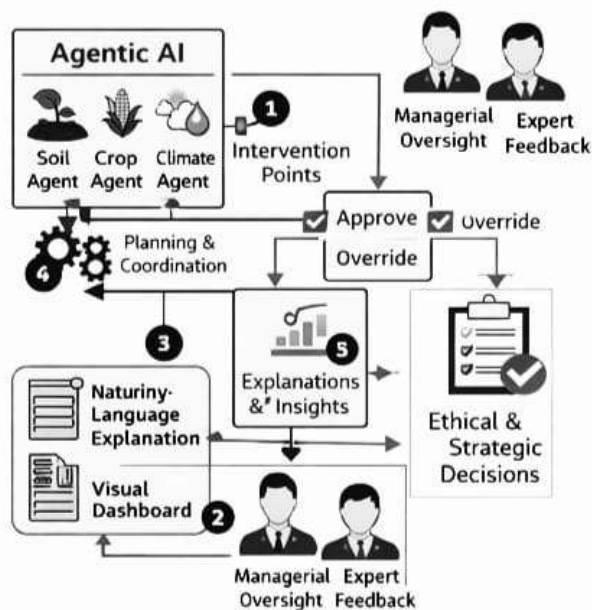 Agentic AI
Soil Agent
Crop Agent
Climate Agent
1
Intervention Points
Managerial Oversight
Expert Feedback
Approve
Override
Override
4
Planning & Coordination
3
5
Explanations &* Insights
Ethical & Strategic Decisions
Naturiny-Language Explanation
Visual Dashboard
2
Managerial Oversight
Expert Feedback